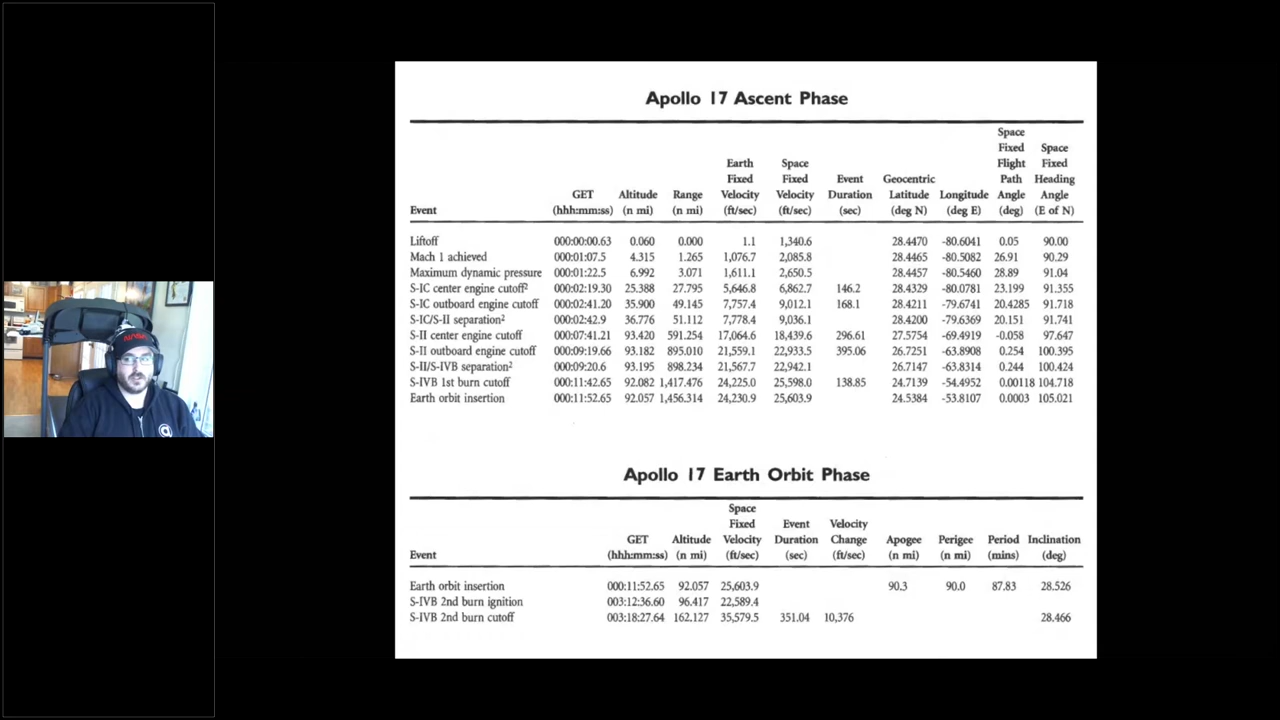 Apollo 17 Ascent Phase
Space
Fixed Space
Earth Space Flight Fixed
Fixed Fixed Event Geocentric Path Heading
GET Altitude Range Velocity Velocity Duration Latitude Longitude Angle Angle
Event (hhh:mm:ss) (n mi) (n mi) (ft/sec) (ft/sec) (sec) (deg N) (deg E) (deg) (E of N)
Liftoff 000:00:00.63 0.060 0.000 1.1 1,340.6 28.4470 -80.6041 0.05 90.00
Mach 1 achieved 000:01:07.5 4.315 1.265 1,076.7 2,085.8 28.4465 -80.5082 26.91 90.29
Maximum dynamic pressure 000:01:22.5 6.992 3.071 1,611.1 2,650.5 28.4457 -80.5460 28.89 91.04
S-IC center engine cutoff² 000:02:19.30 25.388 27.795 5,646.8 6,862.7 146.2 28.4329 -80.0781 23.199 91.355
S-IC outboard engine cutoff 000:02:41.20 35.900 49.145 7,757.4 9,012.1 168.1 28.4211 -79.6741 20.4285 91.718
S-IC/S-II separation² 000:02:42.9 36.776 51.112 7,778.4 9,036.1 28.4200 -79.6369 20.151 91.741
S-II center engine cutoff 000:07:41.21 93.420 591.254 17,064.6 18,439.6 296.61 27.5754 -69.4919 -0.058 97.647
S-II outboard engine cutoff 000:09:19.66 93.182 895.010 21,559.1 22,933.5 395.06 26.7251 -63.8908 0.254 100.395
S-II/S-IVB separation² 000:09:20.6 93.195 898.234 21,567.7 22,942.1 26.7147 -63.8314 0.244 100.424
S-IVB 1st burn cutoff 000:11:42.65 92.082 1,417.476 24,225.0 25,598.0 138.85 24.7139 -54.4952 0.00118 104.718
Earth orbit insertion 000:11:52.65 92.057 1,456.314 24,230.9 25,603.9 24.5384 -53.8107 0.0003 105.021
Apollo 17 Earth Orbit Phase
Space
Fixed Event Velocity
GET Altitude Velocity Duration Change Apogee Perigee Period Inclination
Event (hhh:mm:ss) (n mi) (ft/sec) (sec) (ft/sec) (n mi) (n mi) (mins) (deg)
Earth orbit insertion 000:11:52.65 92.057 25,603.9 90.3 90.0 87.83 28.526
S-IVB 2nd burn ignition 003:12:36.60 96.417 22,589.4
S-IVB 2nd burn cutoff 003:18:27.64 162.127 35,579.5 351.04 10,376 28.466